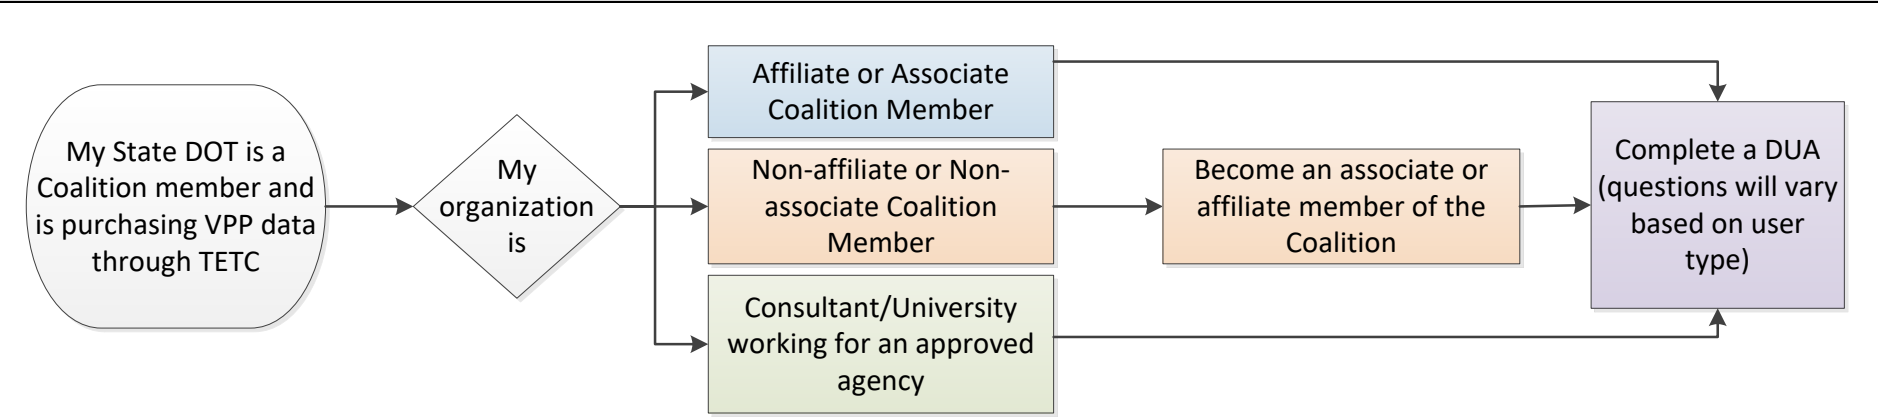 My State DOT is a
Coalition member and
is purchasing VPP data
through TETC
My
organization
is
Affiliate or Associate
Coalition Member
Non-affiliate or Non-
associate Coalition
Member
Consultant/University
working for an approved
agency
Become an associate or
affiliate member of the
Coalition
Complete a DUA
(questions will vary
based on user
type)